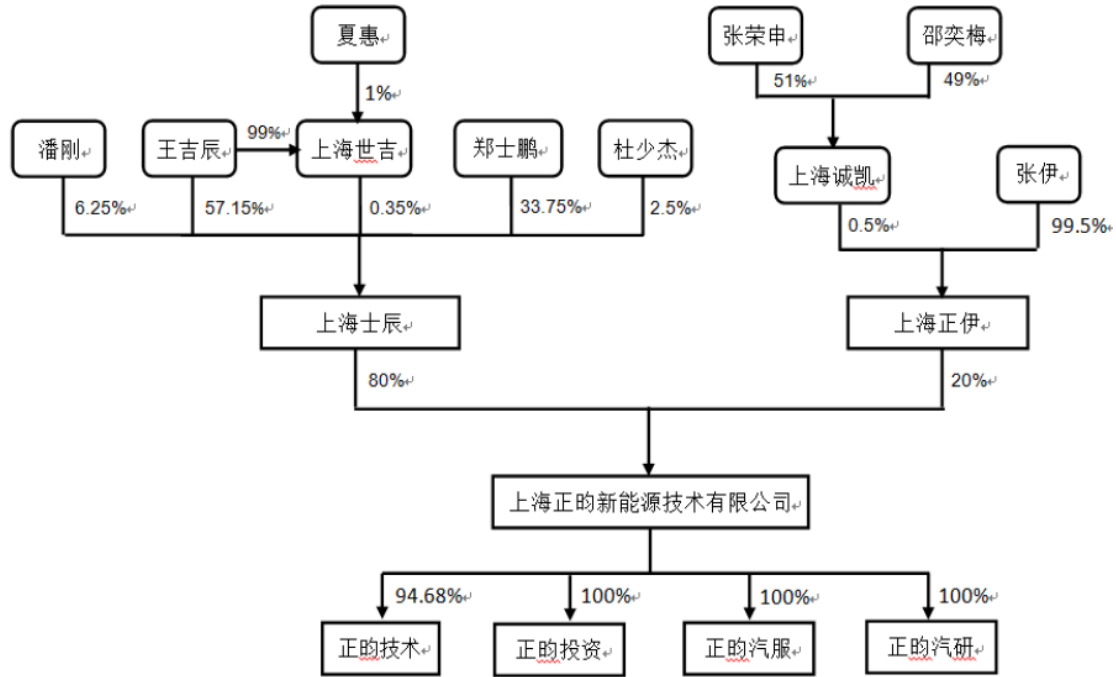 夏惠
张荣申
邵奕梅
1%
51%
49%
潘刚
王吉辰
99%
上海世吉
郑士鹏
杜少杰
上海诚凯
张伊
6.25%
57.15%
0.35%
33.75%
2.5%
0.5%
99.5%
上海士辰
上海正伊
80%
20%
上海正昀新能源技术有限公司
94.68%
100%
100%
100%
正昀技术
正昀投资
正昀汽服
正昀汽研